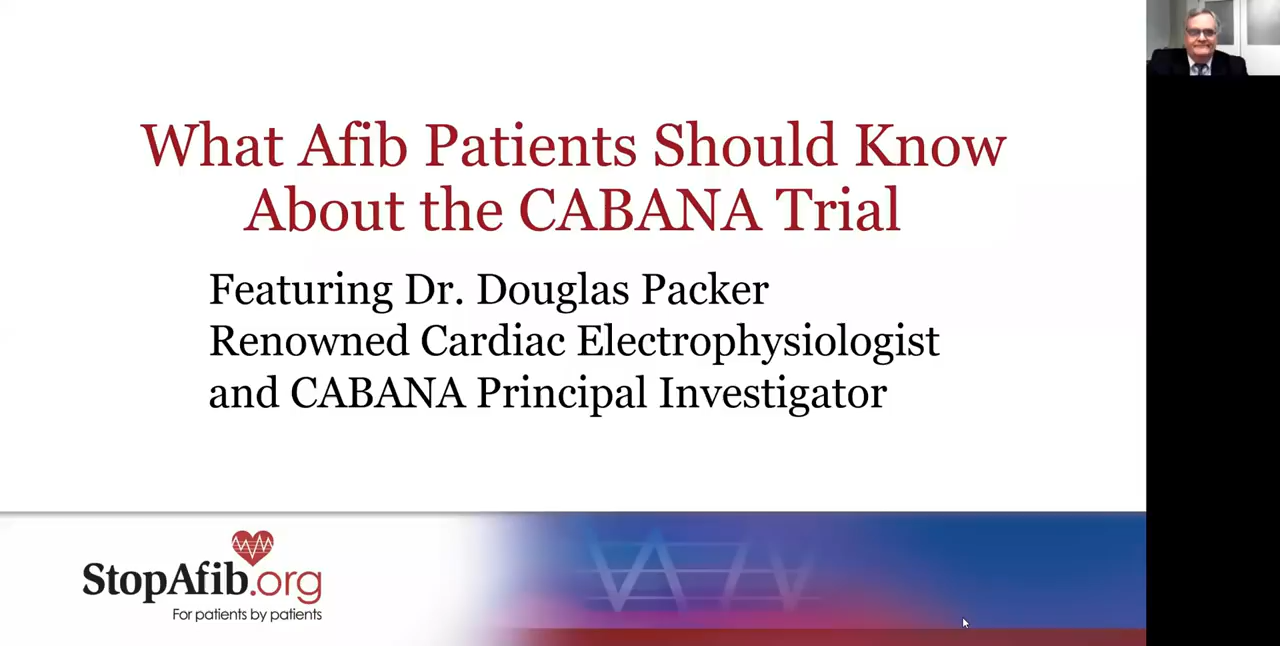 What Afib Patients Should Know
About the CABANA Trial
Featuring Dr. Douglas Packer
Renowned Cardiac Electrophysiologist
and CABANA Principal Investigator
StopAfib.org
For patients by patients